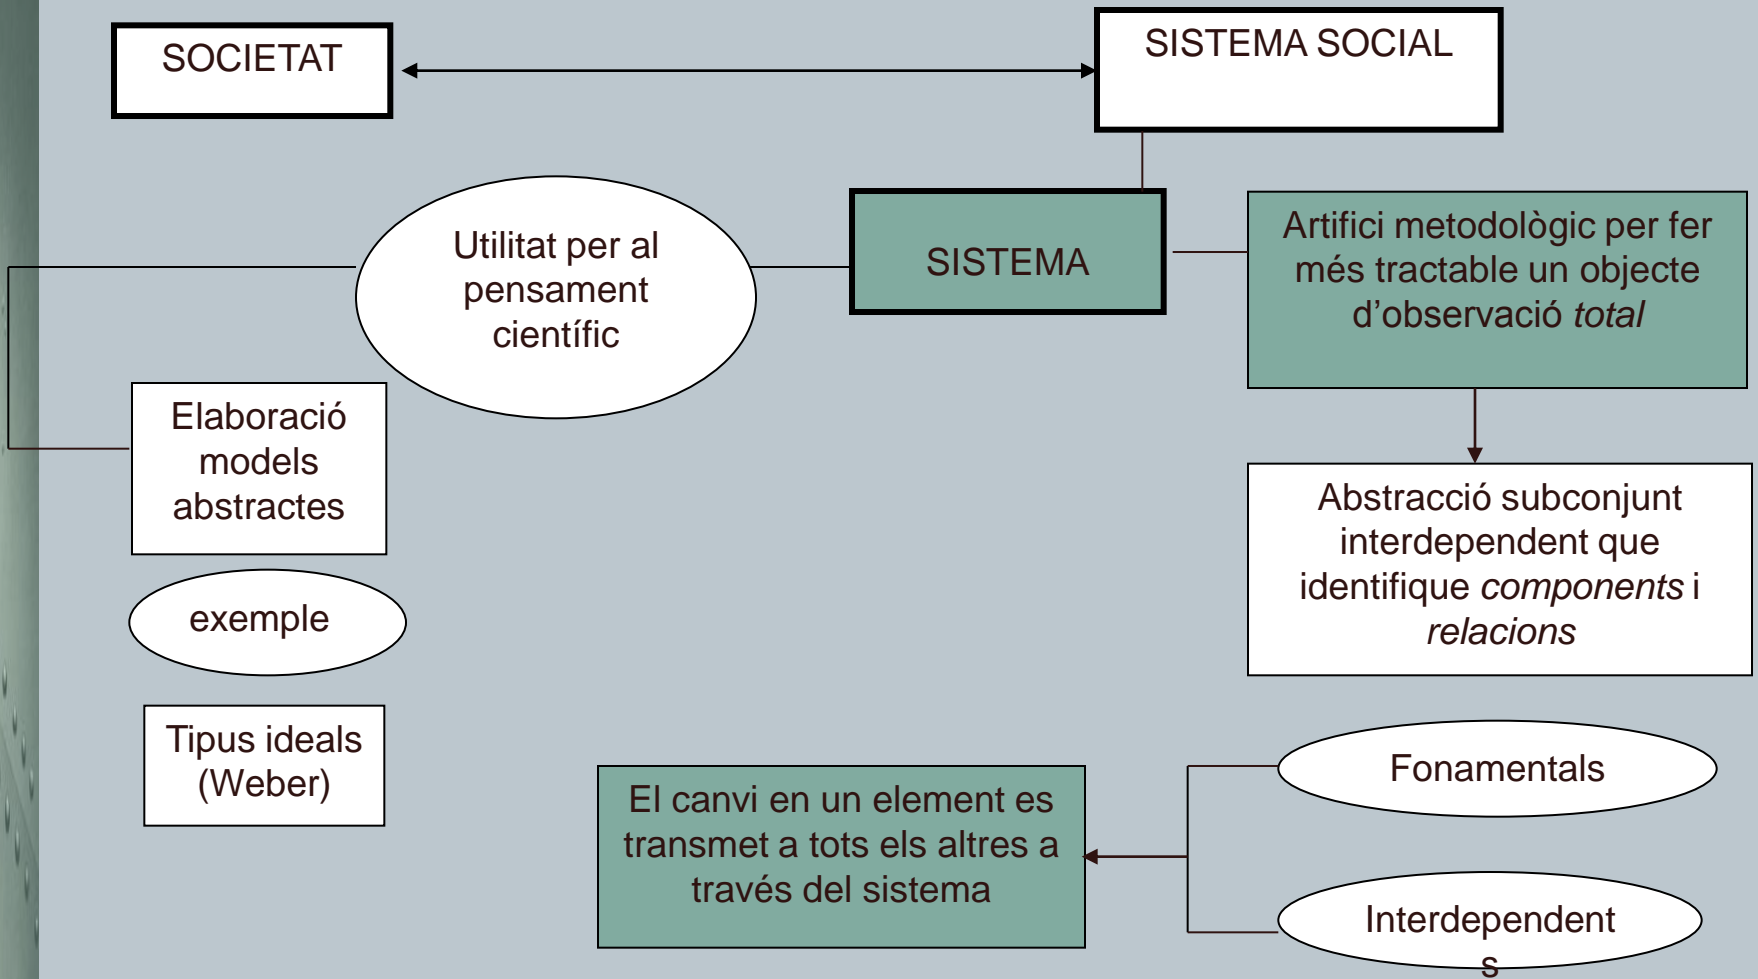 SOCIETAT
SISTEMA SOCIAL
Utilitat per al
pensament
científic
SISTEMA
Artifici metodològic per fer
més tractable un objecte
d’observació total
Elaboració
models
abstractes
exemple
Tipus ideals
(Weber)
Abstracció subconjunt
interdependent que
identifique components i
relacions
El canvi en un element es
transmet a tots els altres a
través del sistema
Fonamentals
Interdependent
s